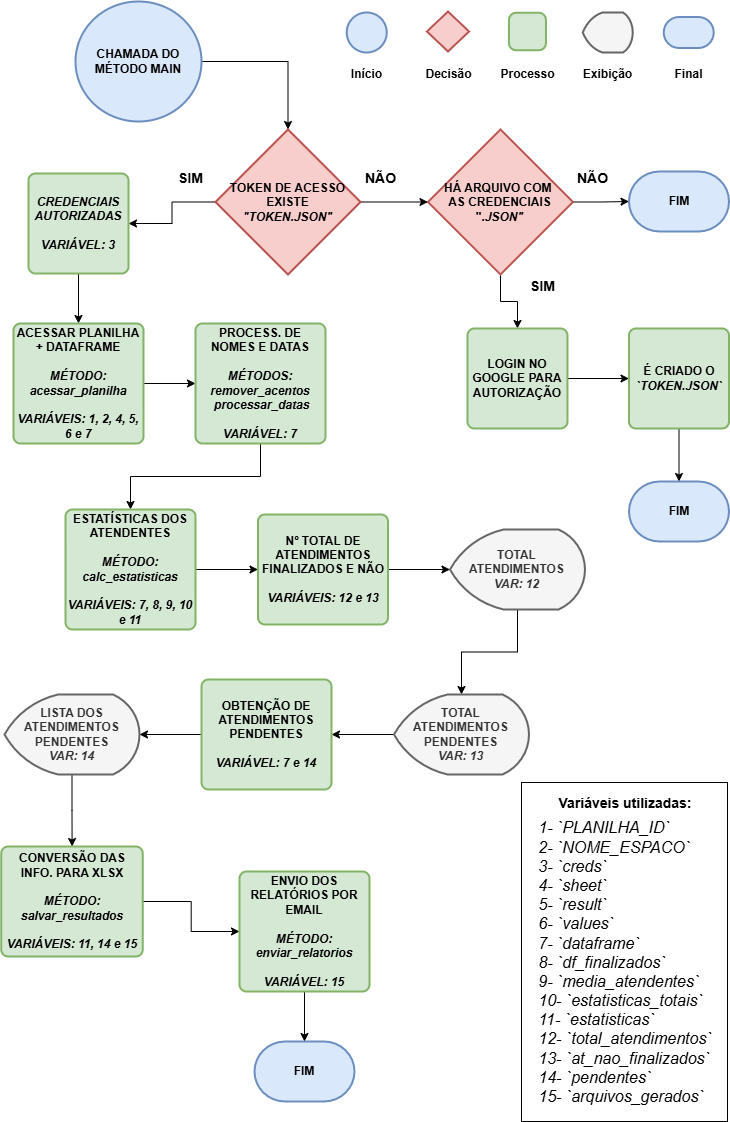 CHAMADA DO
MÉTODO MAIN
Início
Decisão
Processo
Exibição
Final
SIM
TOKEN DE ACESSO
EXISTE
"TOKEN.JSON"
NÃO
HÁ ARQUIVO COM
AS CREDENCIAIS
".JSON"
NÃO
FIM
CREDENCIAIS
AUTORIZADAS
VARIÁVEL: 3
SIM
ACESSAR PLANILHA
+ DATAFRAME
MÉTODO:
acessar_planilha
VARIÁVEIS: 1, 2, 4, 5,
6 e 7
PROCESS. DE
NOMES E DATAS
MÉTODOS:
remover_acentos
processar_datas
VARIÁVEL: 7
LOGIN NO
GOOGLE PARA
AUTORIZAÇÃO
É CRIADO O
`TOKEN.JSON`
FIM
ESTATÍSTICAS DOS
ATENDENTES
MÉTODO:
calc_estatisticas
VARIÁVEIS: 7, 8, 9, 10
e 11
Nº TOTAL DE
ATENDIMENTOS
FINALIZADOS E NÃO
VARIÁVEIS: 12 e 13
TOTAL
ATENDIMENTOS
VAR: 12
LISTA DOS
ATENDIMENTOS
PENDENTES
VAR: 14
OBTENÇÃO DE
ATENDIMENTOS
PENDENTES
VARIÁVEL: 7 e 14
TOTAL
ATENDIMENTOS
PENDENTES
VAR: 13
CONVERSÃO DAS
INFO. PARA XLSX
MÉTODO:
salvar_resultados
VARIÁVEIS: 11, 14 e 15
ENVIO DOS
RELATÓRIOS POR
EMAIL
MÉTODO:
enviar_relatorios
VARIÁVEL: 15
FIM
Variáveis utilizadas:
1- `PLANILHA_ID`
2- `NOME_ESPACO`
3- `creds`
4- `sheet`
5- `result`
6- `values`
7- `dataframe`
8- `df_finalizados`
9- `media_atendentes`
10- `estatisticas_totais`
11- `estatisticas`
12- `total_atendimentos`
13- `at_nao_finalizados`
14- `pendentes`
15- `arquivos_gerados`